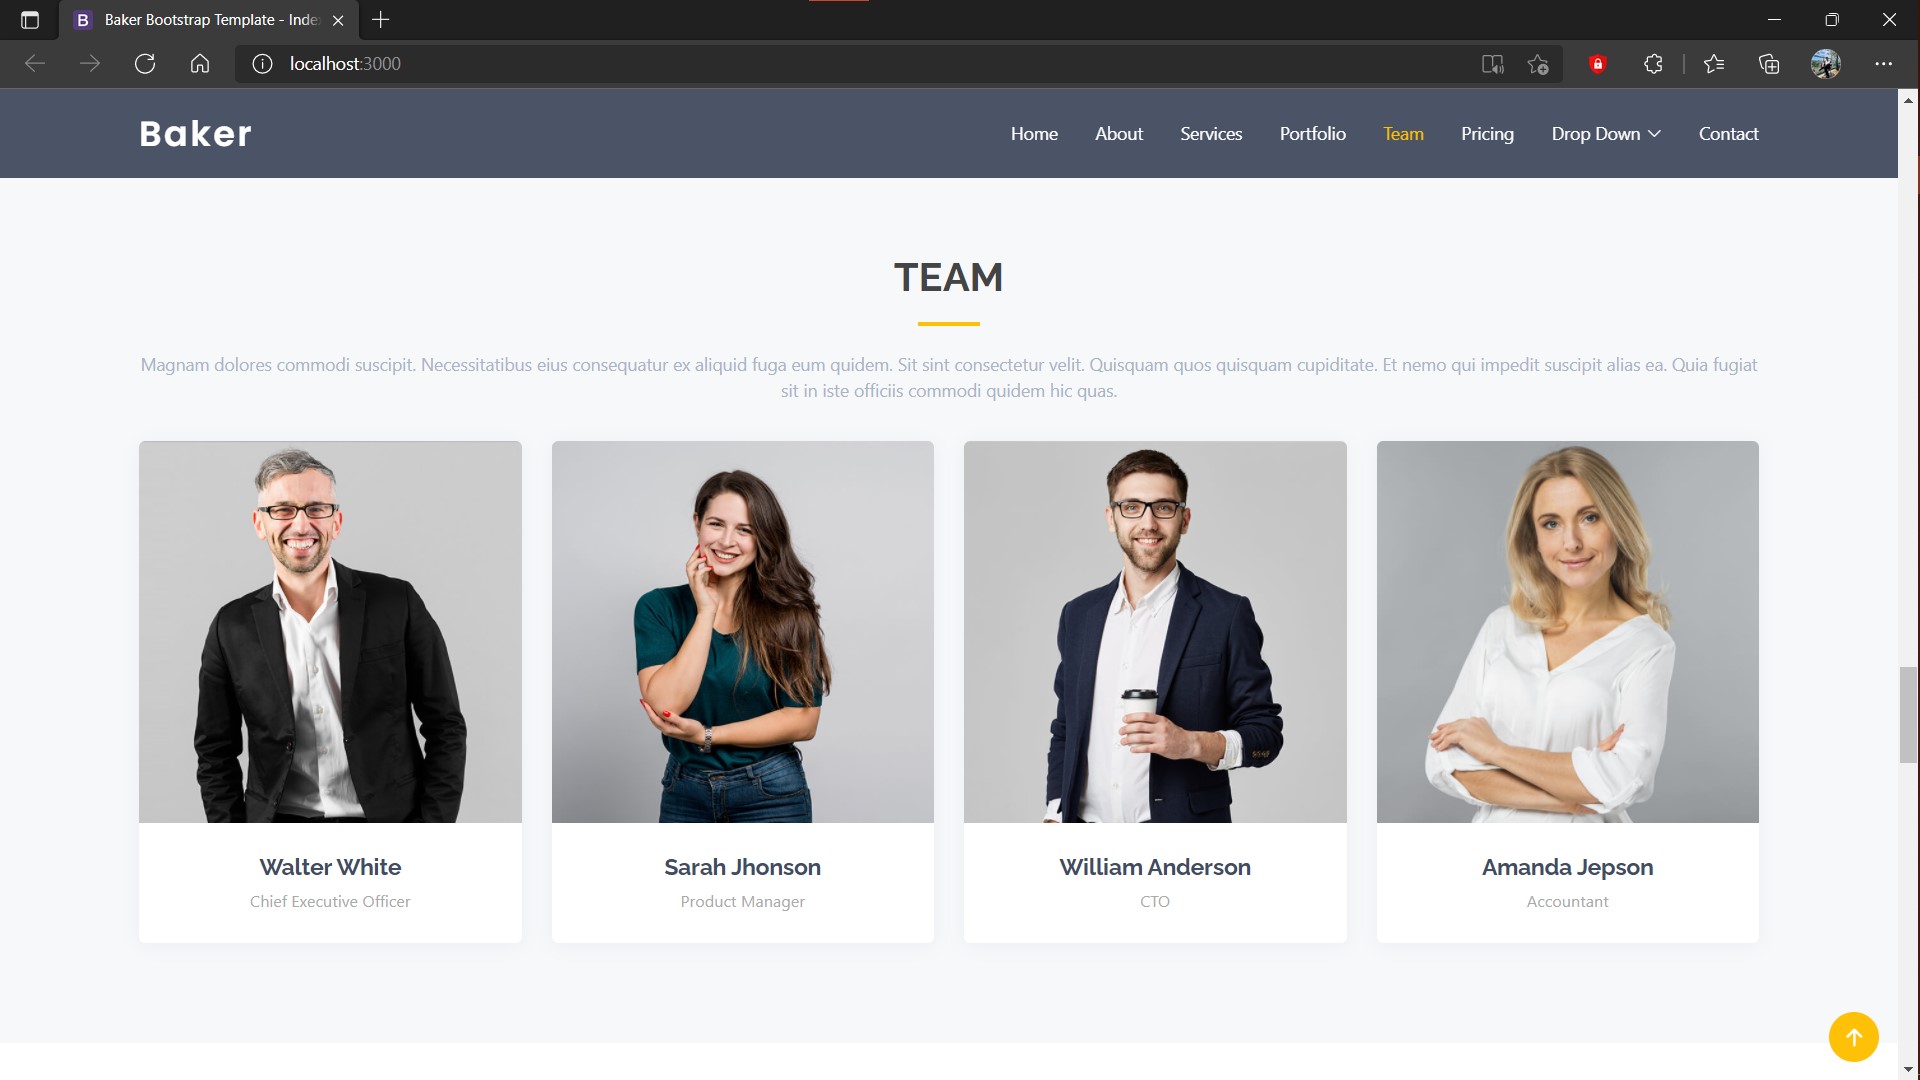 Baker Bootstrap Template - Inde
localhost:3000
Baker
Home About Services Portfolio Team Pricing Drop Down Contact
TEAM
Magnam dolores commodi suscipit. Necessitatibus eius consequatur ex aliquid fuga eum quidem. Sit sint consectetur velit. Quisquam quos quisquam cupiditate. Et nemo qui impedit suscipit alias ea. Quia fugiat
sit in iste officiis commodi quidem hic quas.
Walter White
Chief Executive Officer
Sarah Jhonson
Product Manager
William Anderson
CTO
Amanda Jepson
Accountant